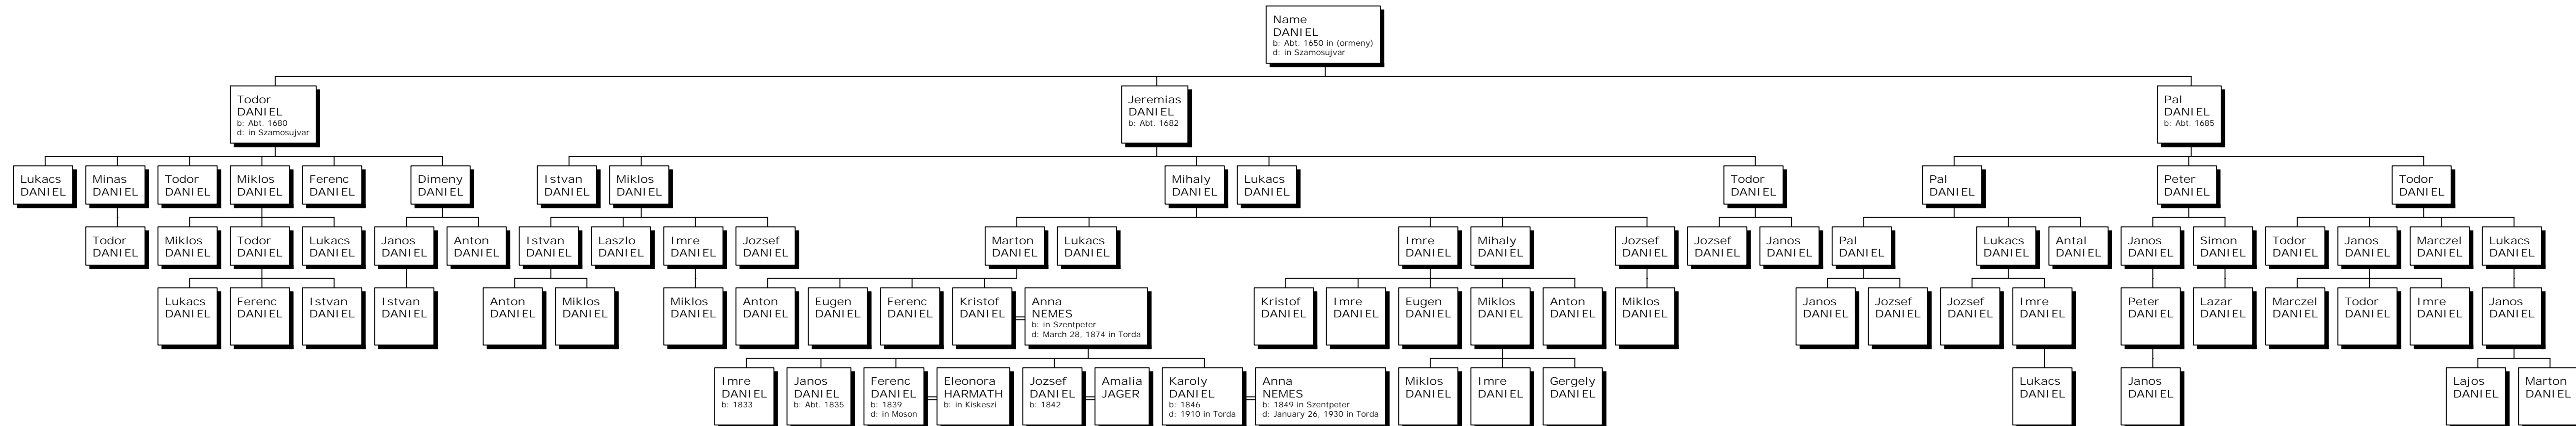 Name
DANIEL
b: Abt. 1650 in (ormeny)
d: in Szamosujvar
Todor
DANIEL
b: Abt. 1680
d: in Szamosujvar
Jeremias
DANIEL
b: Abt. 1682
Pal
DANIEL
b: Abt. 1685
Lukacs
DANIEL
Minas
DANIEL
Todor
DANIEL
Miklos
DANIEL
Ferenc
DANIEL
Dimeny
DANIEL
Istvan
DANIEL
Miklos
DANIEL
Mihaly
DANIEL
Lukacs
DANIEL
Todor
DANIEL
Pal
DANIEL
Peter
DANIEL
Todor
DANIEL
Todor
DANIEL
Miklos
DANIEL
Todor
DANIEL
Lukacs
DANIEL
Janos
DANIEL
Anton
DANIEL
Istvan
DANIEL
Laszlo
DANIEL
Imre
DANIEL
Jozsef
DANIEL
Marton
DANIEL
Lukacs
DANIEL
Imre
DANIEL
Mihaly
DANIEL
Jozsef
DANIEL
Jozsef
DANIEL
Janos
DANIEL
Pal
DANIEL
Lukacs
DANIEL
Antal
DANIEL
Janos
DANIEL
Simon
DANIEL
Todor
DANIEL
Janos
DANIEL
Marczel
DANIEL
Lukacs
DANIEL
Lukacs
DANIEL
Ferenc
DANIEL
Istvan
DANIEL
Istvan
DANIEL
Anton
DANIEL
Miklos
DANIEL
Miklos
DANIEL
Anton
DANIEL
Eugen
DANIEL
Ferenc
DANIEL
Kristof
DANIEL
Anna
NEMES
b: in Szentpeter
d: March 28, 1874 in Torda
Kristof
DANIEL
Imre
DANIEL
Eugen
DANIEL
Miklos
DANIEL
Anton
DANIEL
Miklos
DANIEL
Janos
DANIEL
Jozsef
DANIEL
Jozsef
DANIEL
Imre
DANIEL
Peter
DANIEL
Lazar
DANIEL
Marczel
DANIEL
Todor
DANIEL
Imre
DANIEL
Janos
DANIEL
Imre
DANIEL
b: 1833
Janos
DANIEL
b: Abt. 1835
Ferenc
DANIEL
b: 1839
d: in Moson
Eleonora
HARMATH
b: in Kiskeszi
Jozsef
DANIEL
b: 1842
Amalia
JAGER
Karoly
DANIEL
b: 1846
d: 1910 in Torda
Anna
NEMES
b: 1849 in Szentpeter
d: January 26, 1930 in Torda
Miklos
DANIEL
Imre
DANIEL
Gergely
DANIEL
Lukacs
DANIEL
Janos
DANIEL
Lajos
DANIEL
Marton
DANIEL